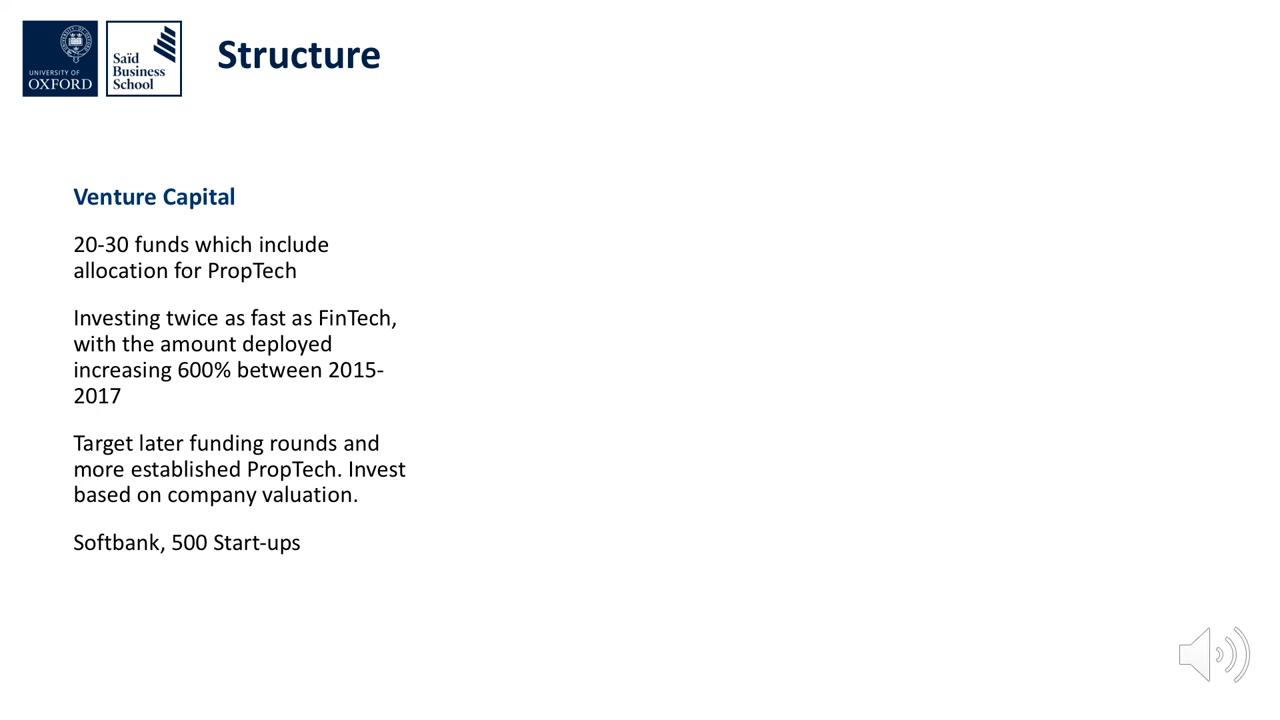 UNIVERSITY OF
OXFORD
Saïd
Business
School
Structure
Venture Capital
20-30 funds which include
allocation for PropTech
Investing twice as fast as FinTech,
with the amount deployed
increasing 600% between 2015-
2017
Target later funding rounds and
more established PropTech. Invest
based on company valuation.
Softbank, 500 Start-ups